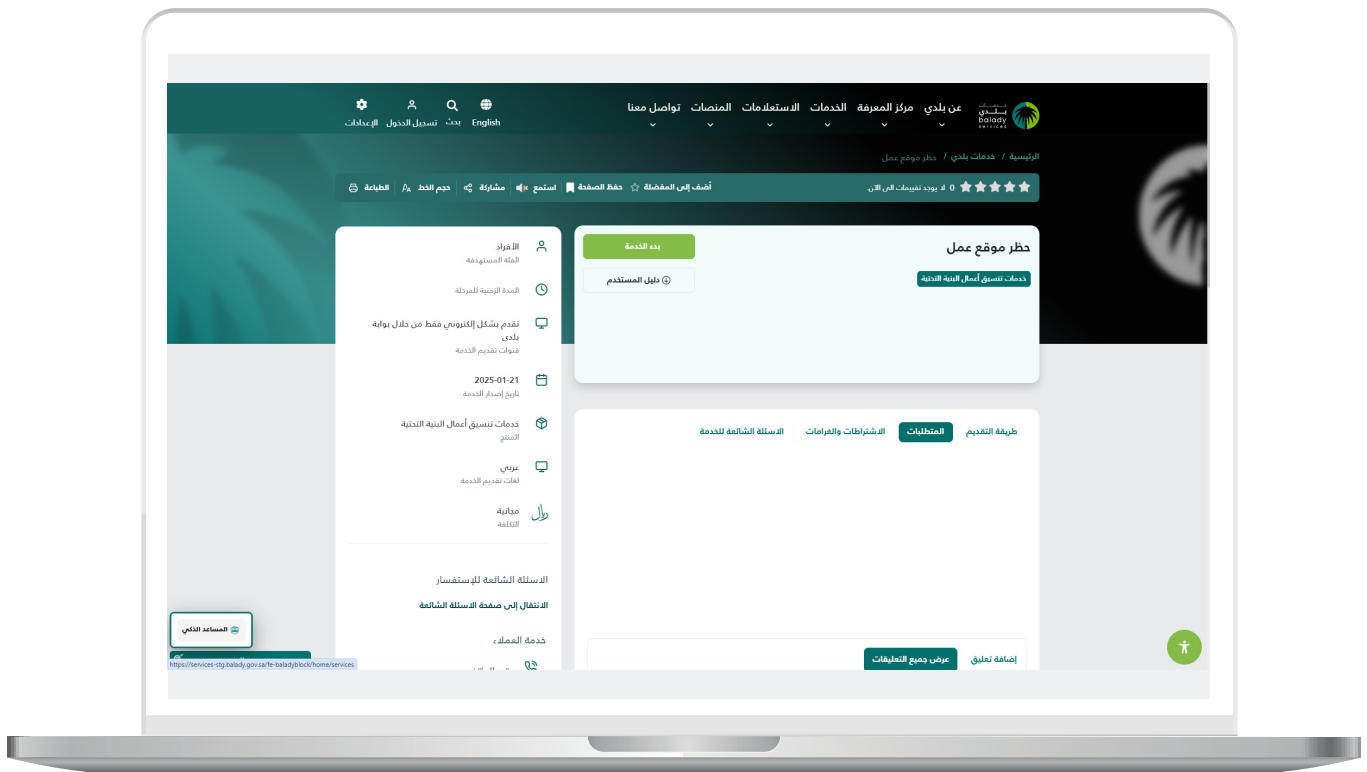 خدمات
بلدي
balady
services
عن بلدي
مركز المعرفة
الخدمات
الاستعلامات
المنصات
تواصل معنا
English
بحث
تسجيل الدخول
الإعدادات
الرئيسية / خدمات بلدي / حظر موقع عمل
0 لا يوجد تقييمات الى الآن.
أضف إلى المفضلة
حفظ الصفحة
استمع
مشاركة
حجم الخط
الطباعة
حظر موقع عمل
خدمات تنسيق أعمال البنية التحتية
بدء الخدمة
دليل المستخدم
طريقة التقديم
المتطلبات
الاشتراطات والغرامات
الاسئلة الشائعة للخدمة
إضافة تعليق
عرض جميع التعليقات
الأفراد
الفئة المستهدفة
المدة الزمنية للمرحلة
تقدم بشكل إلكتروني فقط من خلال بوابة
بلدي
قنوات تقديم الخدمة
2025-01-21
تاريخ إصدار الخدمة
خدمات تنسيق أعمال البنية التحتية
المنتج
عربي
لغات تقديم الخدمة
مجانية
التكلفة
الاسئلة الشائعة للإستفسار
الانتقال إلى صفحة الاسئلة الشائعة
خدمة العملاء
المساعد الذكي
https://services-stg.balady.gov.sa/fe-baladyblock/home/services